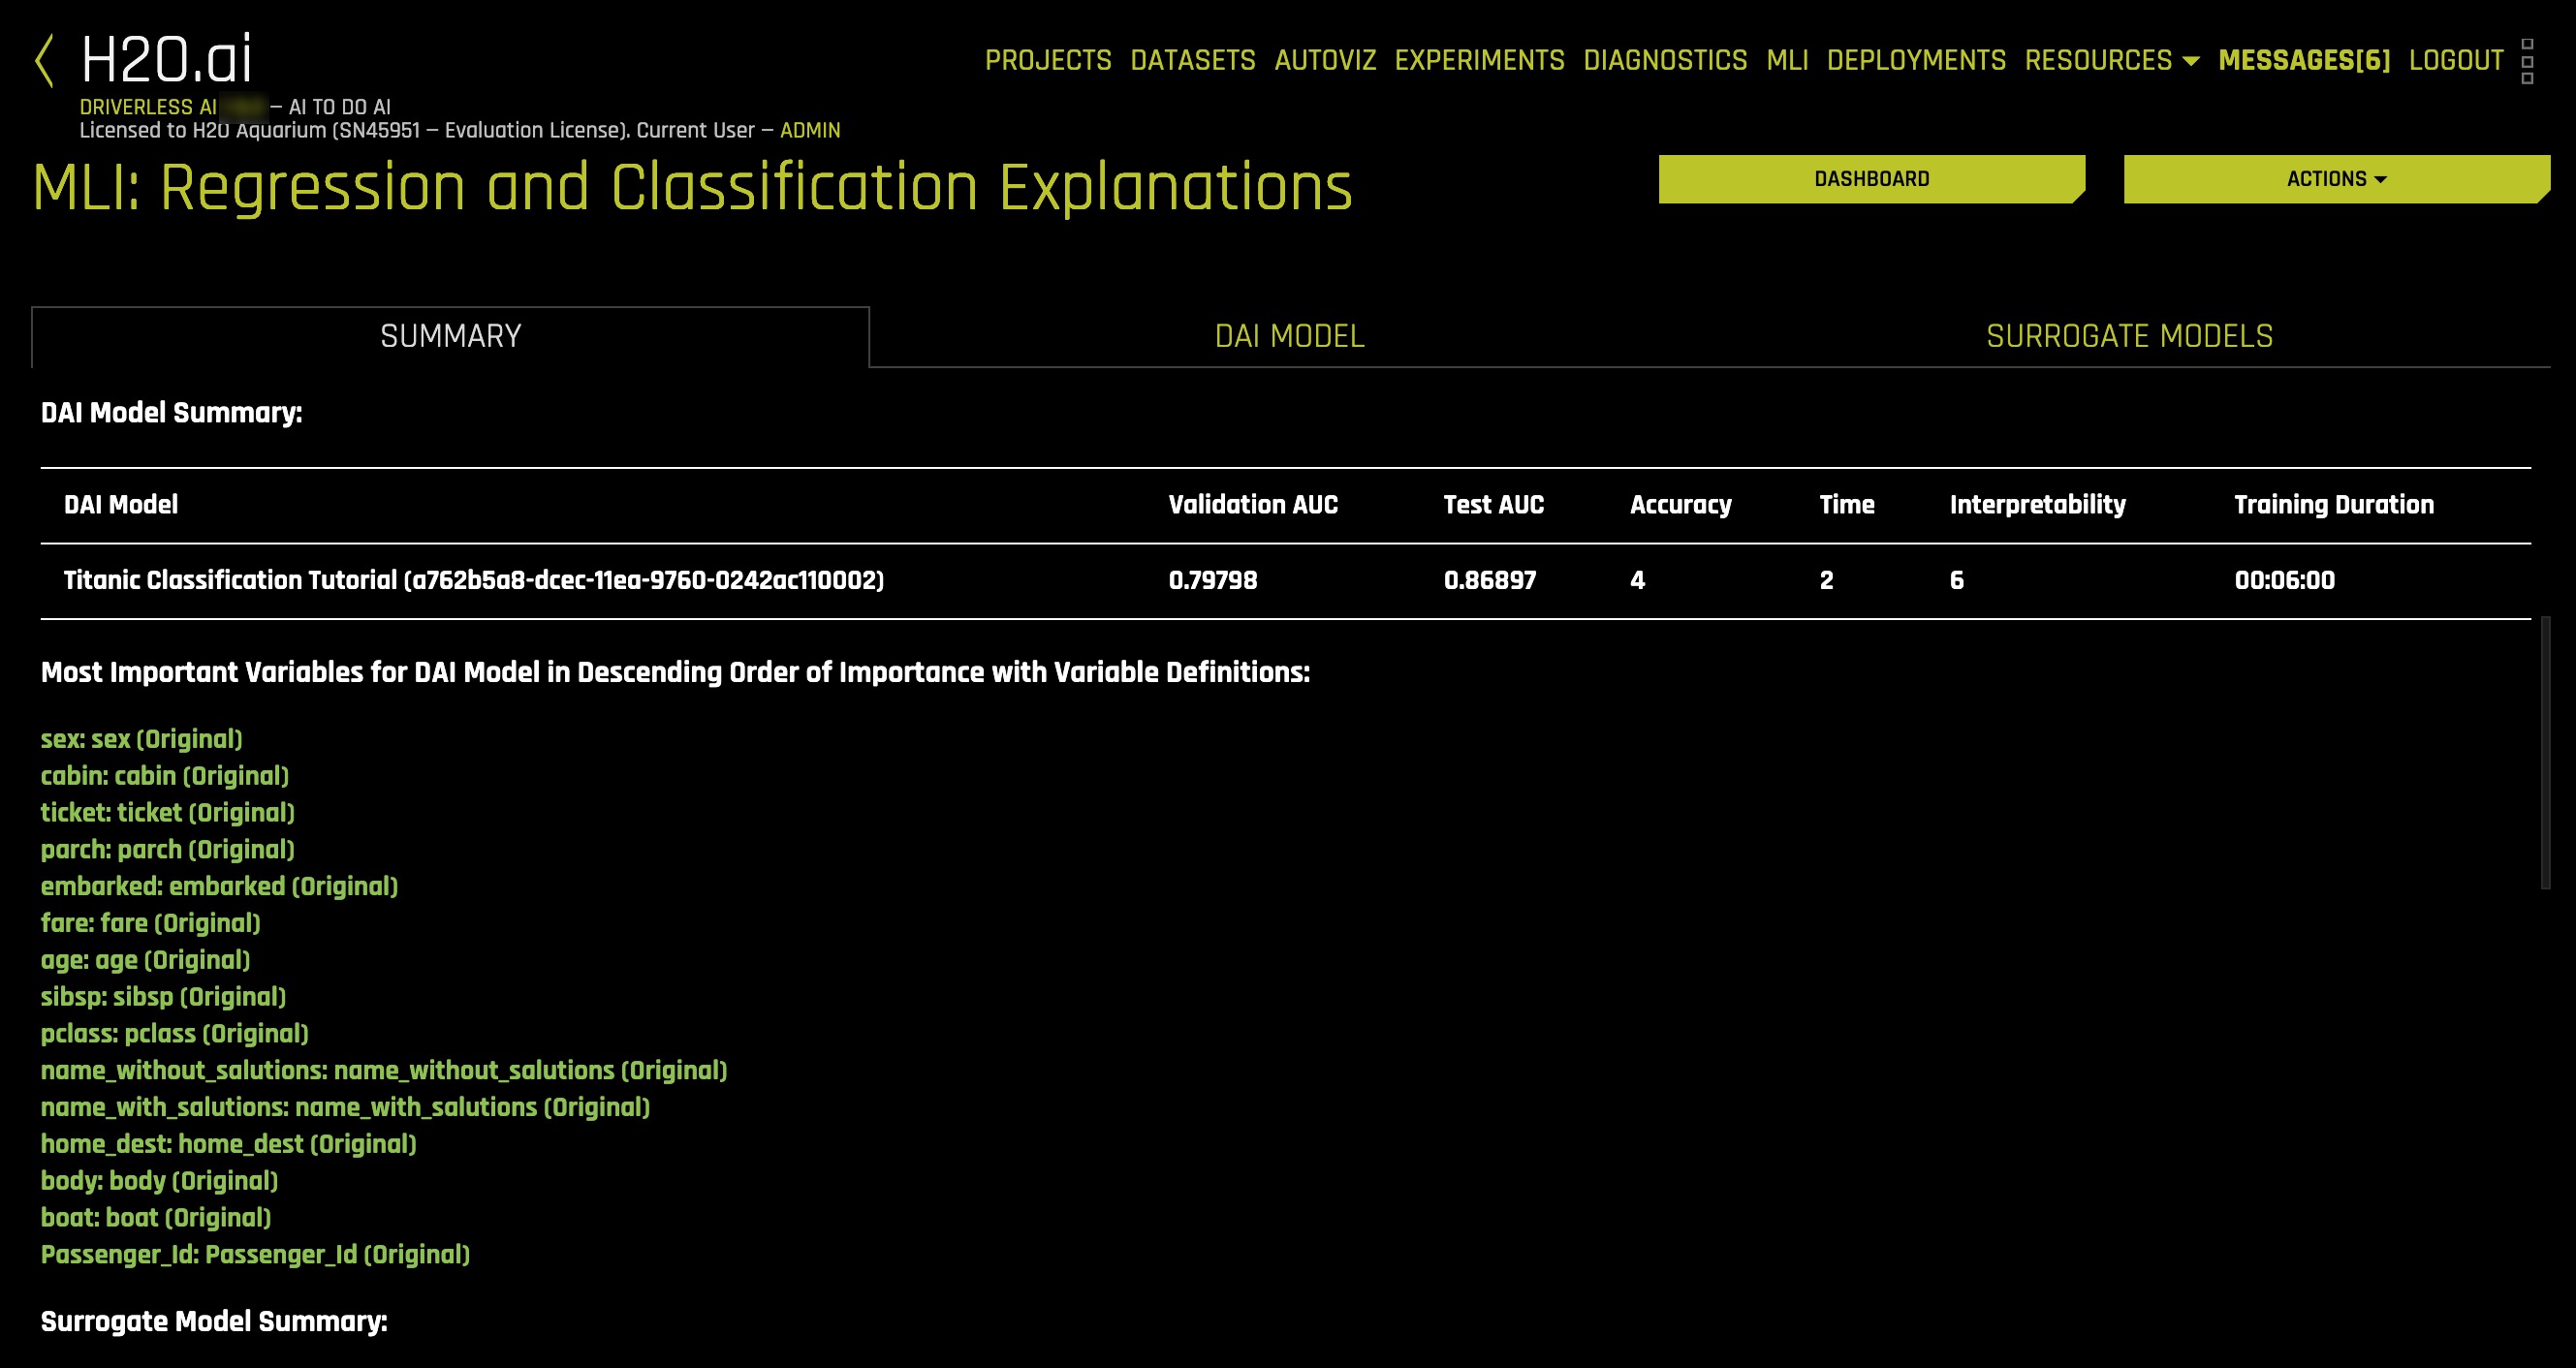 H2O.ai
PROJECTS DATASETS AUTOVIZ EXPERIMENTS DIAGNOSTICS MLI DEPLOYMENTS RESOURCES MESSAGES[6] LOGOUT
DRIVERLESS AI – AI TO DO AI
Licensed to H2O Aquarium (SN45951 – Evaluation License). Current User – ADMIN
MLI: Regression and Classification Explanations
DASHBOARD ACTIONS
SUMMARY DAI MODEL SURROGATE MODELS
DAI Model Summary:
DAI Model Validation AUC Test AUC Accuracy Time Interpretability Training Duration
Titanic Classification Tutorial (a762b5a8-dcec-11ea-9760-0242ac110002) 0.79798 0.86897 4 2 6 00:06:00
Most Important Variables for DAI Model in Descending Order of Importance with Variable Definitions:
sex: sex (Original)
cabin: cabin (Original)
ticket: ticket (Original)
parch: parch (Original)
embarked: embarked (Original)
fare: fare (Original)
age: age (Original)
sibsp: sibsp (Original)
pclass: pclass (Original)
name_without_salutions: name_without_salutions (Original)
name_with_salutions: name_with_salutions (Original)
home_dest: home_dest (Original)
body: body (Original)
boat: boat (Original)
Passenger_Id: Passenger_Id (Original)
Surrogate Model Summary: